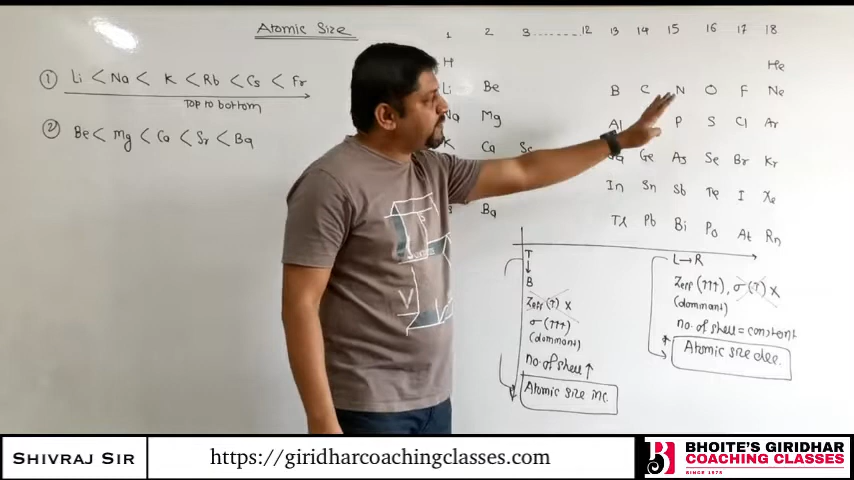 Atomic Size
1 2 3........ 12 13 14 15 16 17 18
H He
① Li < Na < K < Rb < Cs < Fr
Top to bottom
② Be < Mg < Ca < Sr < Ba
Li Be B C N O F Ne
Na Mg Al P S Cl Ar
K Ca Sc Ga Ge As Se Br Kr
In Sn Sb Te I Xe
Ba Tl Pb Bi Po At Rn
T
↓
B
Zeff (↑) X
σ (↑↑↑)
(dommant)
no. of shell ↑
Atomic size inc.
L→R
Zeff (↑↑↑), σ (↑) X
(dommant)
no. of shell = constant
Atomic size dec.
V
SHIVRAJ SIR
https://giridharcoachingclasses.com
BHOITE'S GIRIDHAR
COACHING CLASSES
SINCE 1975